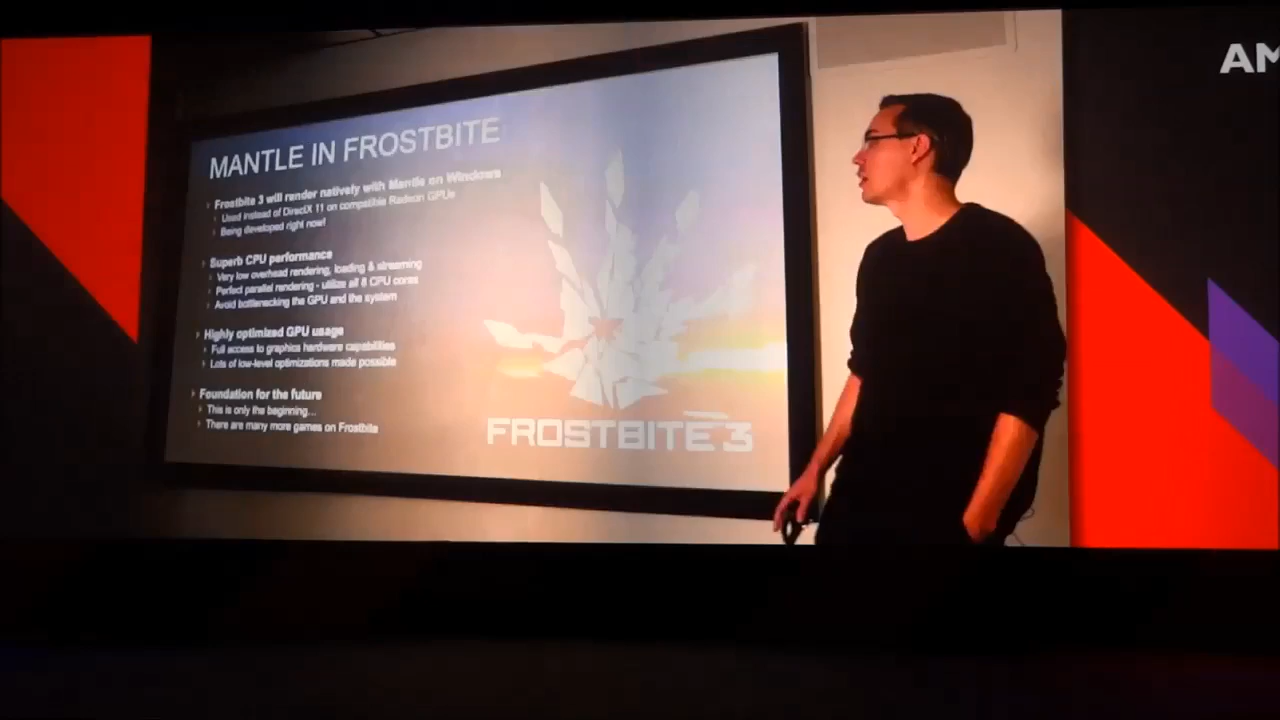 AM
MANTLE IN FROSTBITE
Frostbite 3 will render natively with Mantle on Windows
Used instead of DirectX 11 on compatible Radeon GPUs
Being developed right now!
Superb CPU performance
Very low overhead rendering, loading & streaming
Perfect parallel rendering - utilize all 8 CPU cores
Avoid bottlenecking the GPU and the system
Highly optimized GPU usage
Full access to graphics hardware capabilities
Lots of low-level optimizations made possible
Foundation for the future
This is only the beginning...
There are many more games on Frostbite
FROSTBITE 3